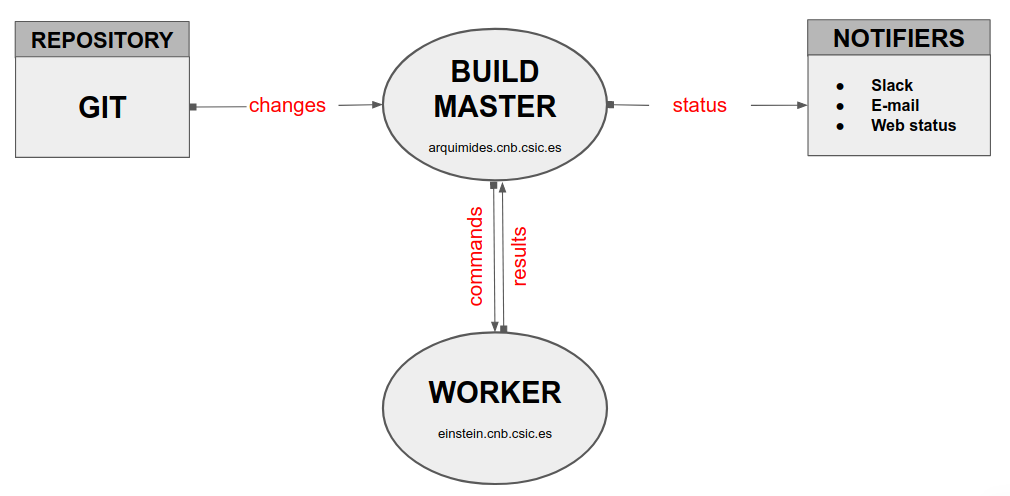 REPOSITORY
GIT
changes
BUILD
MASTER
arquimides.cnb.csic.es
status
NOTIFIERS
● Slack
● E-mail
● Web status
commands
results
WORKER
einstein.cnb.csic.es